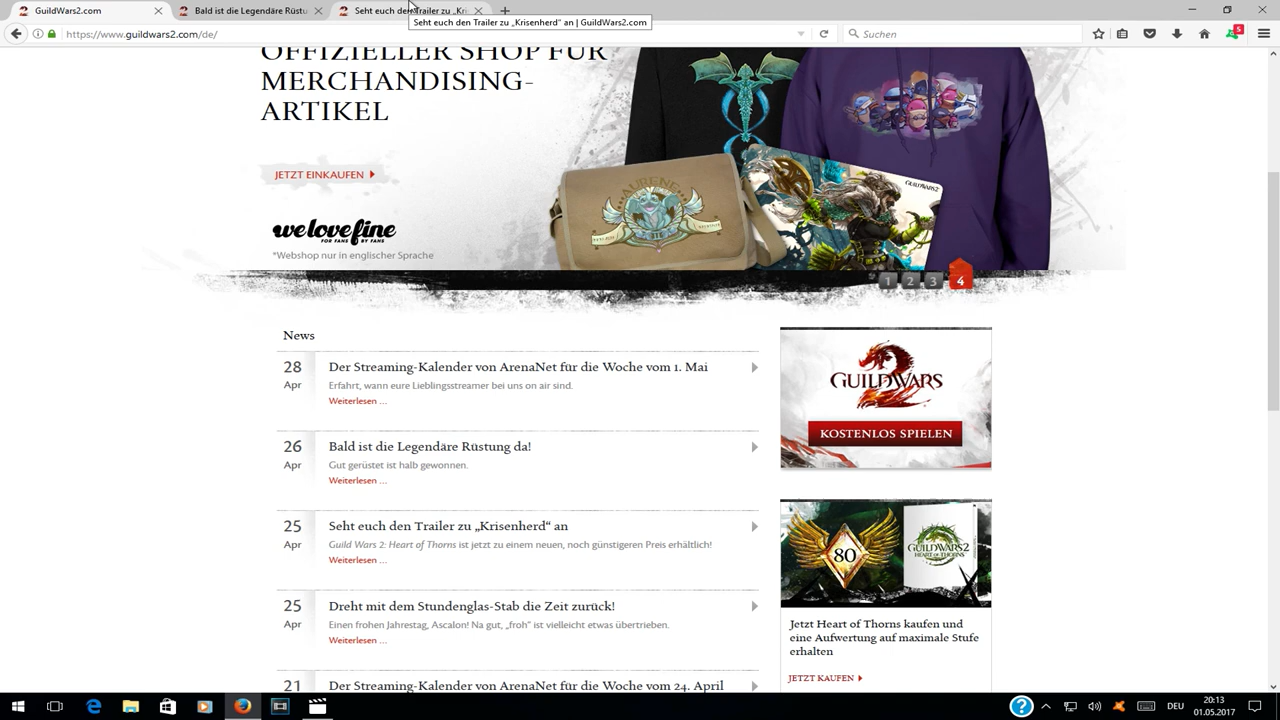 GuildWars2.com
Bald ist die Legendäre Rüstu
Seht euch den Trailer zu „Kri
Seht euch den Trailer zu „Krisenherd“ an | GuildWars2.com
https://www.guildwars2.com/de/
Suchen
5
OFFIZIELLER SHOP FÜR
MERCHANDISING-
ARTIKEL
JETZT EINKAUFEN
welovefine
FOR FANS BY FANS
*Webshop nur in englischer Sprache
AURENE
GUILDWARS2
1 2 3 4
News
28
Apr
Der Streaming-Kalender von ArenaNet für die Woche vom 1. Mai
Erfahrt, wann eure Lieblingsstreamer bei uns on air sind.
Weiterlesen ...
26
Apr
Bald ist die Legendäre Rüstung da!
Gut gerüstet ist halb gewonnen.
Weiterlesen ...
25
Apr
Seht euch den Trailer zu „Krisenherd“ an
Guild Wars 2: Heart of Thorns ist jetzt zu einem neuen, noch günstigeren Preis erhältlich!
Weiterlesen ...
25
Apr
Dreht mit dem Stundenglas-Stab die Zeit zurück!
Einen frohen Jahrestag, Ascalon! Na gut, „froh“ ist vielleicht etwas übertrieben.
Weiterlesen ...
21
Der Streaming-Kalender von ArenaNet für die Woche vom 24. April
GUILDWARS
KOSTENLOS SPIELEN
80
GUILDWARS2
HEART OF THORNS
Jetzt Heart of Thorns kaufen und
eine Aufwertung auf maximale Stufe
erhalten
JETZT KAUFEN
DEU
20:13
01.05.2017